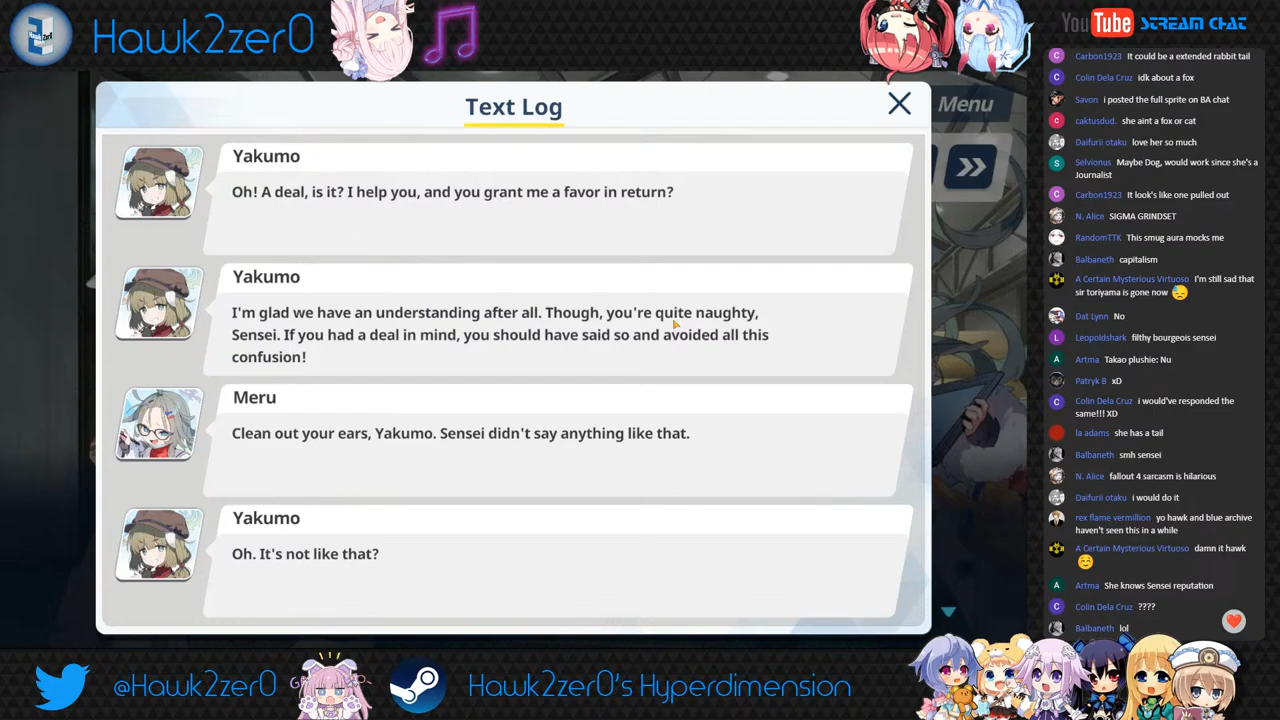 Hawk2zer0
YouTube STREAM CHAT
Text Log
Menu
Yakumo
Oh! A deal, is it? I help you, and you grant me a favor in return?
Yakumo
I'm glad we have an understanding after all. Though, you're quite naughty,
Sensei. If you had a deal in mind, you should have said so and avoided all this
confusion!
Meru
Clean out your ears, Yakumo. Sensei didn't say anything like that.
Yakumo
Oh. It's not like that?
C Carbon1923 It could be a extended rabbit tail
C Colin Dela Cruz idk about a fox
Savon i posted the full sprite on BA chat
c caktusdud. she aint a fox or cat
Daifurii otaku love her so much
S Selvionus Maybe Dog, would work since she's a
Journalist
C Carbon1923 It look's like one pulled out
N. Alice SIGMA GRINDSET
RandomTTK This smug aura mocks me
Balbaneth capitalism
A Certain Mysterious Virtuoso I'm still sad that
sir toriyama is gone now
Dat Lynn No
L Leopoldshark filthy bourgeois sensei
A Artma Takao plushie: Nu
Patryk B xD
C Colin Dela Cruz i would've responded the
same!!! XD
la adams she has a tail
Balbaneth smh sensei
N. Alice fallout 4 sarcasm is hilarious
Daifurii otaku i would do it
rex flame vermillion yo hawk and blue archive
haven't seen this in a while
A Certain Mysterious Virtuoso damn it hawk
A Artma She knows Sensei reputation
C Colin Dela Cruz ????
Balbaneth lol
@Hawk2zer0
Hawk2zer0's Hyperdimension